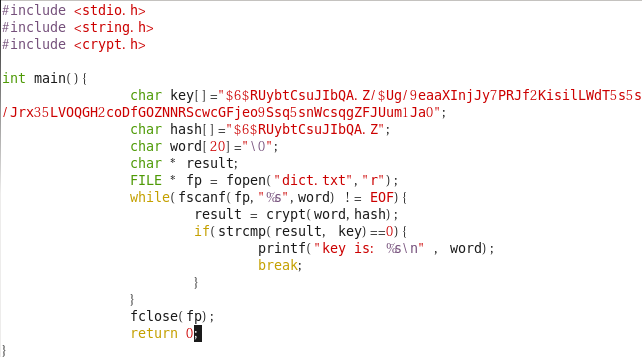 #include <stdio.h>
#include <string.h>
#include <crypt.h>
int main(){
char key[]="$6$RUybtCsuJIbQA.Z/$Ug/9eaaXInjJy7PRJf2KisilLWdT5s5s
/Jrx35LVOQGH2coDfGOZNNRScwcGFjeo9Ssq5snWcsqgZFJUum1Ja0";
char hash[]="$6$RUybtCsuJIbQA.Z";
char word[20]="\0";
char * result;
FILE * fp = fopen("dict.txt","r");
while(fscanf(fp,"%s",word) != EOF){
result = crypt(word,hash);
if(strcmp(result, key)==0){
printf("key is: %s\n" , word);
break;
}
}
fclose(fp);
return 0;
}